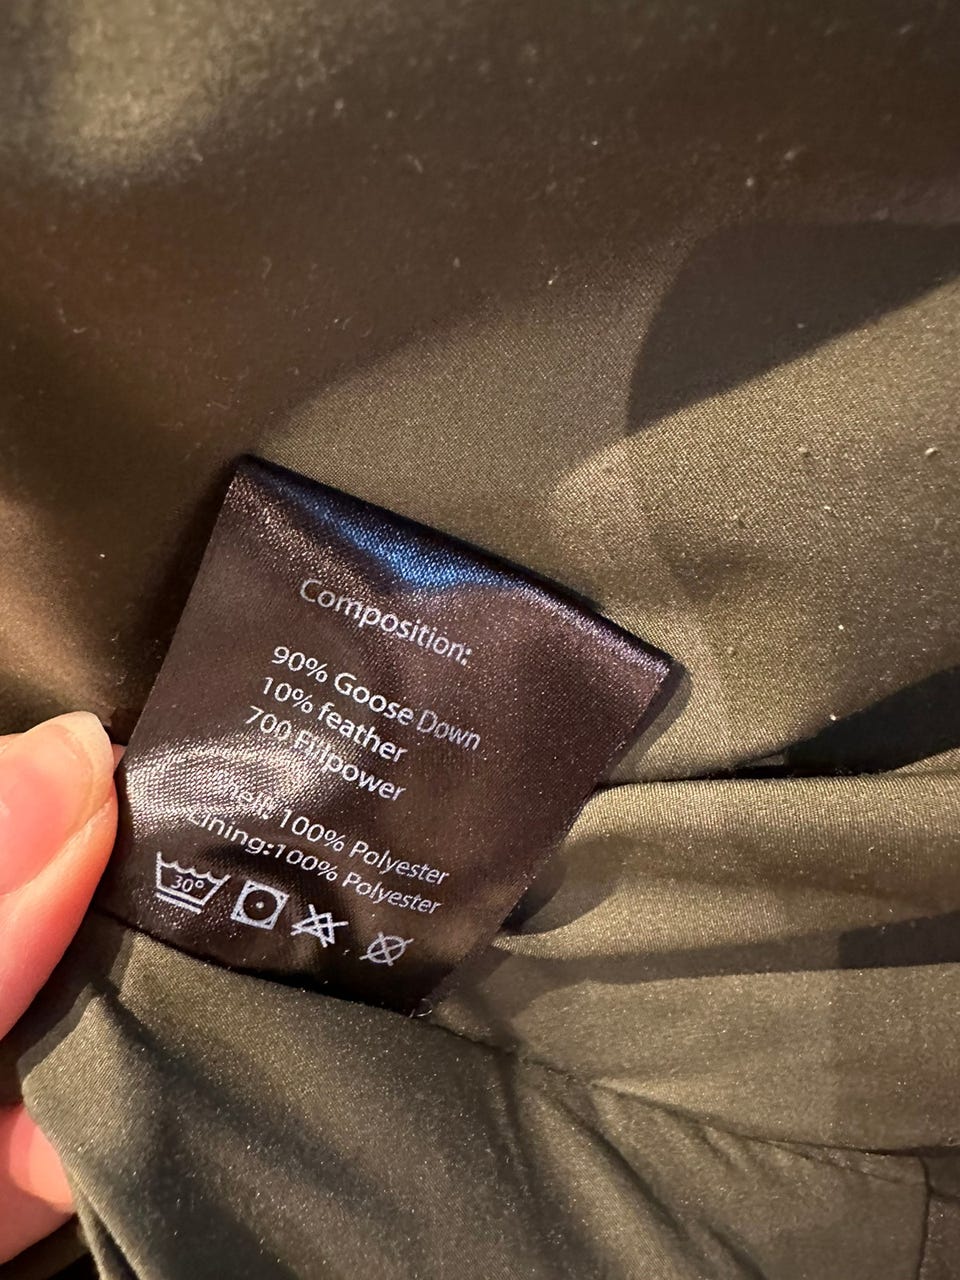 Composition:
90% Goose Down
10% feather
700 Fillpower
Shell: 100% Polyester
Lining:100% Polyester
30°